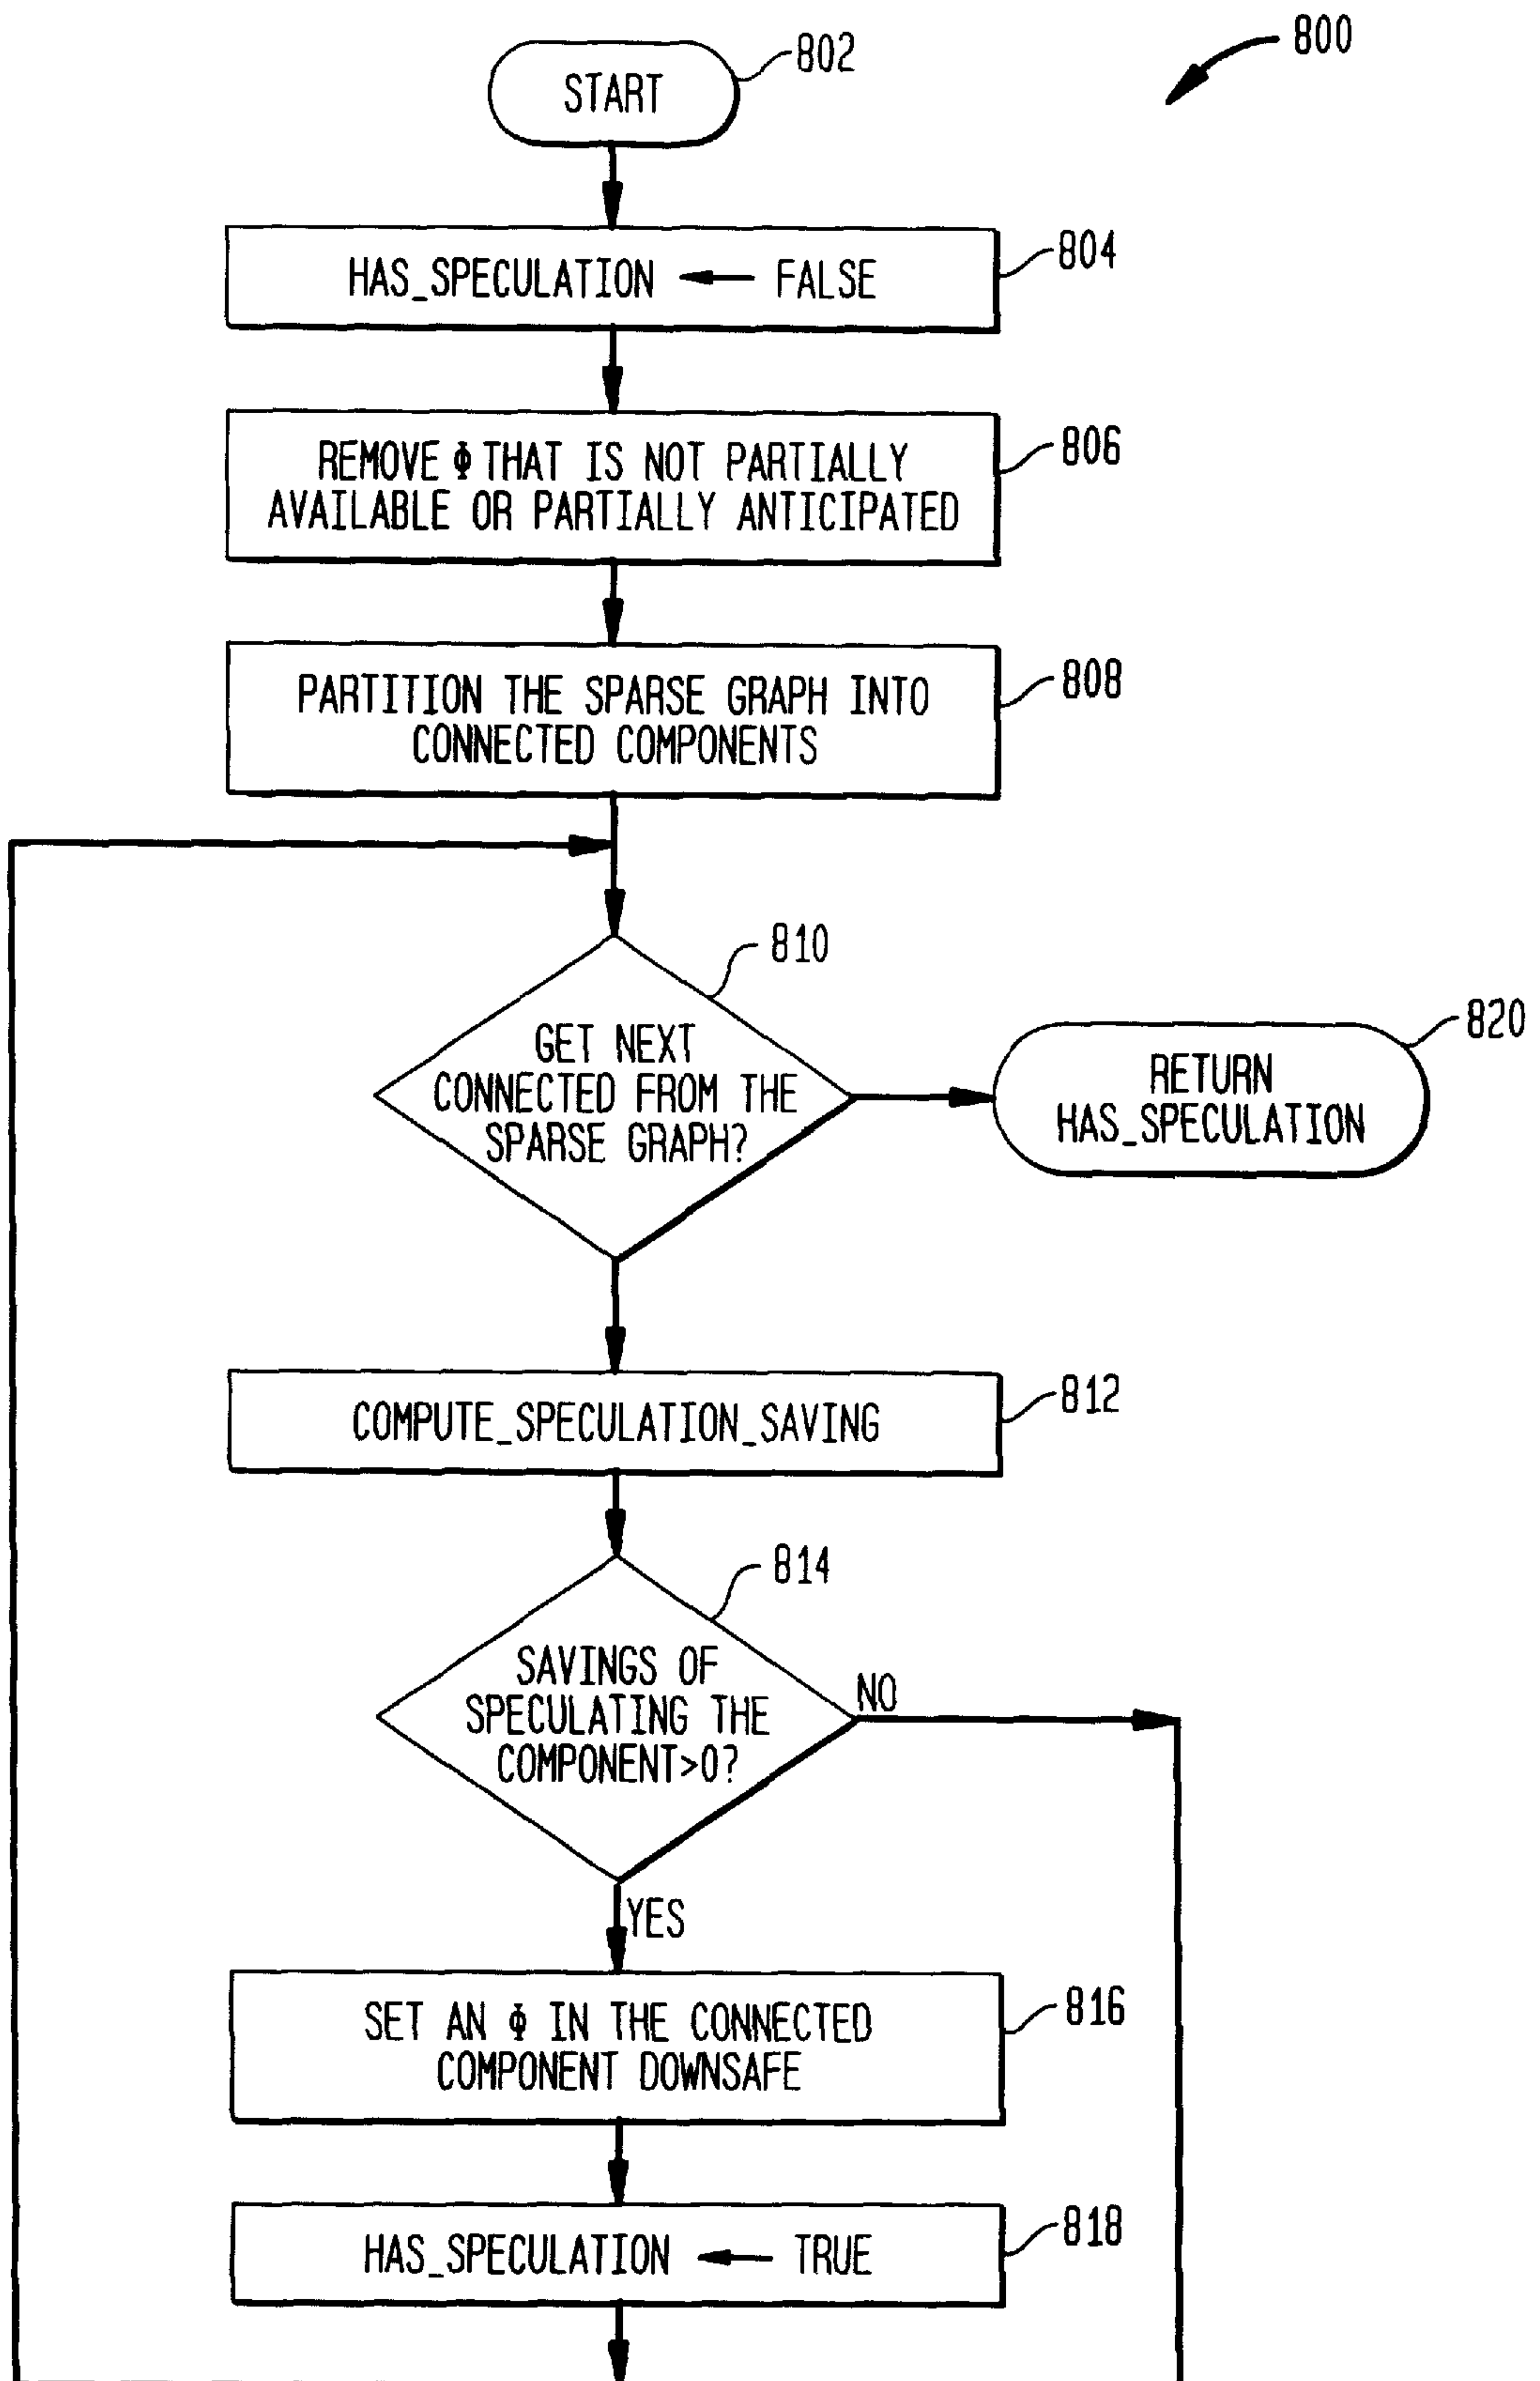 800
802
START
804
HAS_SPECULATION ← FALSE
806
REMOVE Φ THAT IS NOT PARTIALLY
AVAILABLE OR PARTIALLY ANTICIPATED
808
PARTITION THE SPARSE GRAPH INTO
CONNECTED COMPONENTS
810
GET NEXT
CONNECTED FROM THE
SPARSE GRAPH?
820
RETURN
HAS_SPECULATION
812
COMPUTE_SPECULATION_SAVING
814
SAVINGS OF
SPECULATING THE
COMPONENT>0?
NO
YES
816
SET AN Φ IN THE CONNECTED
COMPONENT DOWNSAFE
818
HAS_SPECULATION ← TRUE